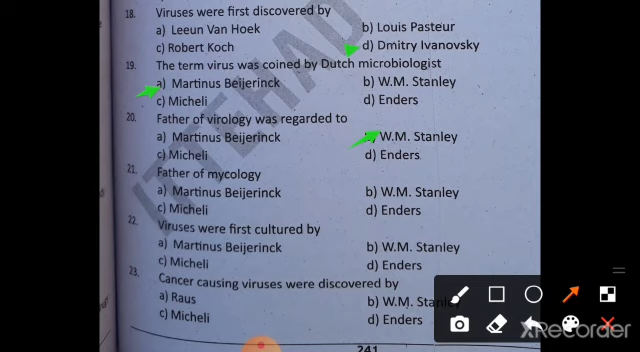 18. Viruses were first discovered by
a) Leeun Van Hoek b) Louis Pasteur
c) Robert Koch d) Dmitry Ivanovsky
19. The term virus was coined by Dutch microbiologist
a) Martinus Beijerinck b) W.M. Stanley
c) Micheli d) Enders
20. Father of virology was regarded to
a) Martinus Beijerinck W.M. Stanley
c) Micheli d) Enders
21. Father of mycology
a) Martinus Beijerinck b) W.M. Stanley
c) Micheli d) Enders
22. Viruses were first cultured by
a) Martinus Beijerinck b) W.M. Stanley
c) Micheli d) Enders
23. Cancer causing viruses were discovered by
a) Raus b) W.M. Stanley
c) Micheli d) Enders
241
ITTEHAD
XRecorder